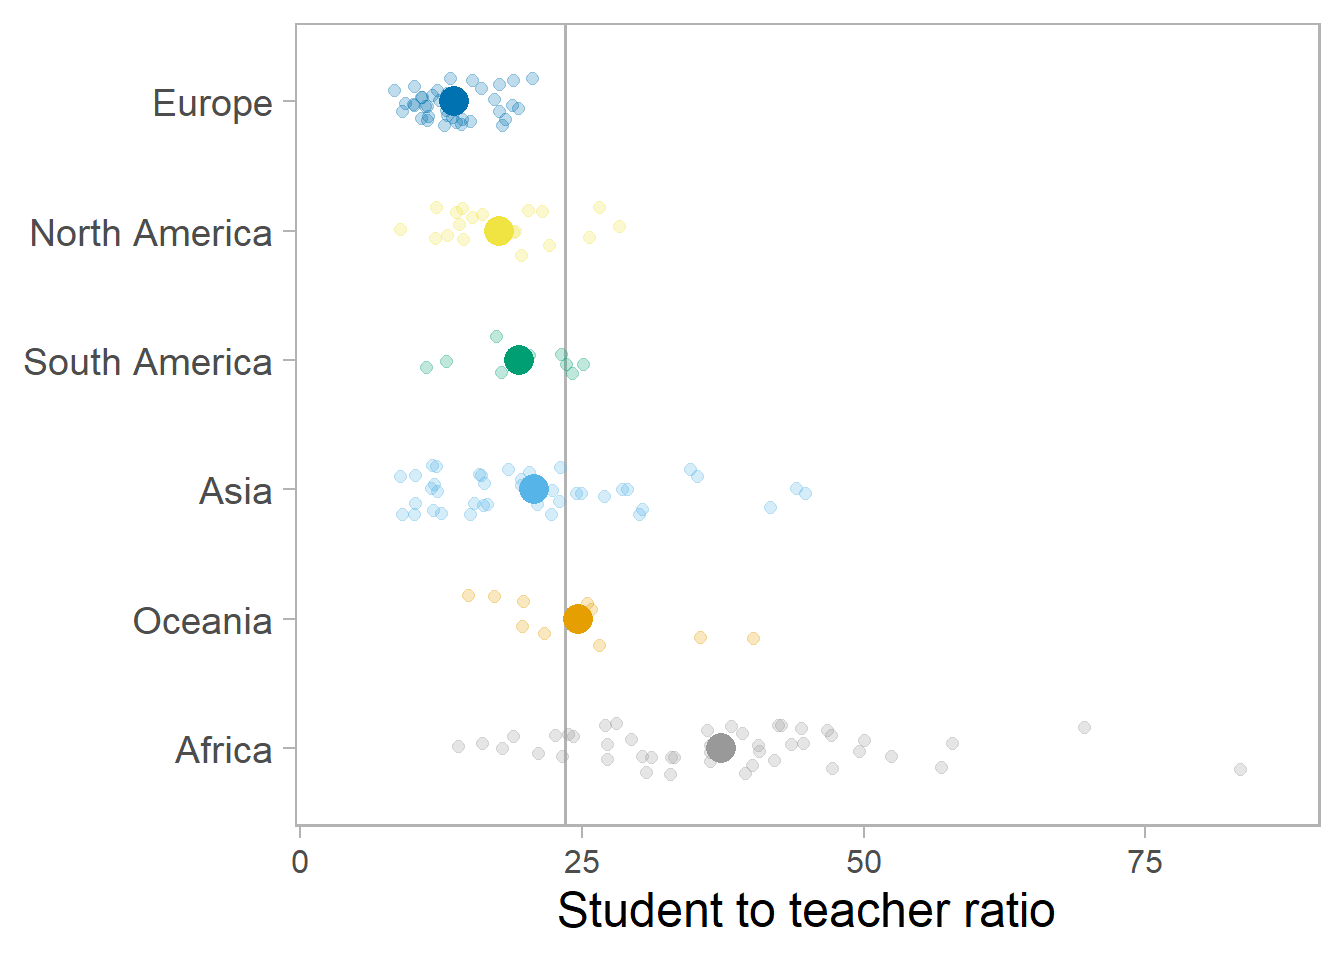 Europe
North America
South America
Asia
Oceania
Africa
0 25 50 75
Student to teacher ratio